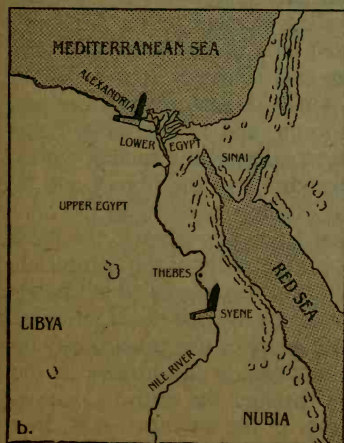 MEDITERRANEAN SEA
ALEXANDRIA
LOWER EGYPT
SINAI
UPPER EGYPT
THEBES
RED SEA
SYENE
LIBYA
NILE RIVER
NUBIA
b.